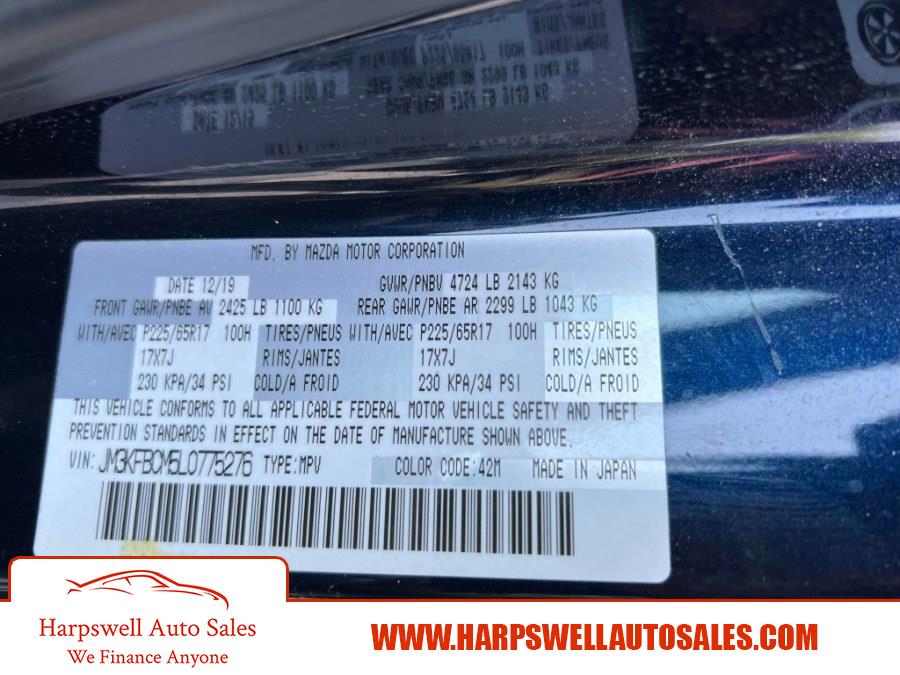 MFD. BY MAZDA MOTOR CORPORATION
DATE 12/19 GVWR/PNBV 4724 LB 2143 KG
FRONT GAWR/PNBE AV 2425 LB 1100 KG REAR GAWR/PNBE AR 2299 LB 1043 KG
WITH/AVEC P225/65R17 100H TIRES/PNEUS WITH/AVEC P225/65R17 100H TIRES/PNEUS
17X7J RIMS/JANTES 17X7J RIMS/JANTES
230 KPA/34 PSI COLD/A FROID 230 KPA/34 PSI COLD/A FROID
THIS VEHICLE CONFORMS TO ALL APPLICABLE FEDERAL MOTOR VEHICLE SAFETY AND THEFT
PREVENTION STANDARDS IN EFFECT ON THE DATE OF MANUFACTURE SHOWN ABOVE.
VIN: JM3KFBCM5L0775276 TYPE:MPV COLOR CODE:42M MADE IN JAPAN
Harpswell Auto Sales
We Finance Anyone
WWW.HARPSWELLAUTOSALES.COM